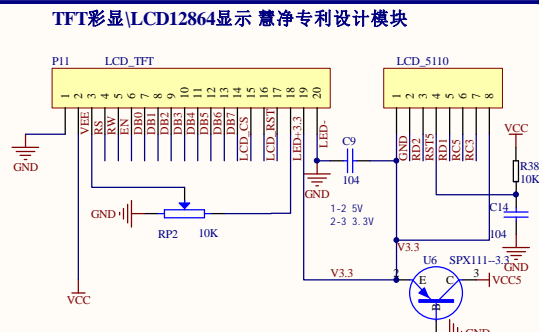 TFT彩显\LCD12864显示 慧净专利设计模块
P11 LCD_TFT
LCD_5110
1 2 3 4 5 6 7 8 9 10 11 12 13 14 15 16 17 18 19 20
1 2 3 4 5 6 7 8
VEE RS RW EN DB0 DB1 DB2 DB3 DB4 DB5 DB6 DB7 LCD_CS LCD_RST LED+3.3 LED-
GND RD2 RST5 RD1 RC5 RC3
VCC
GND
C9
104
GND
R38
10K
GND
RP2 10K
1-2 5V
2-3 3.3V
C14
104
GND
V3.3
V3.3
U6 SPX111--3.3
2 E C 3 VCC5
B
VCC
GND